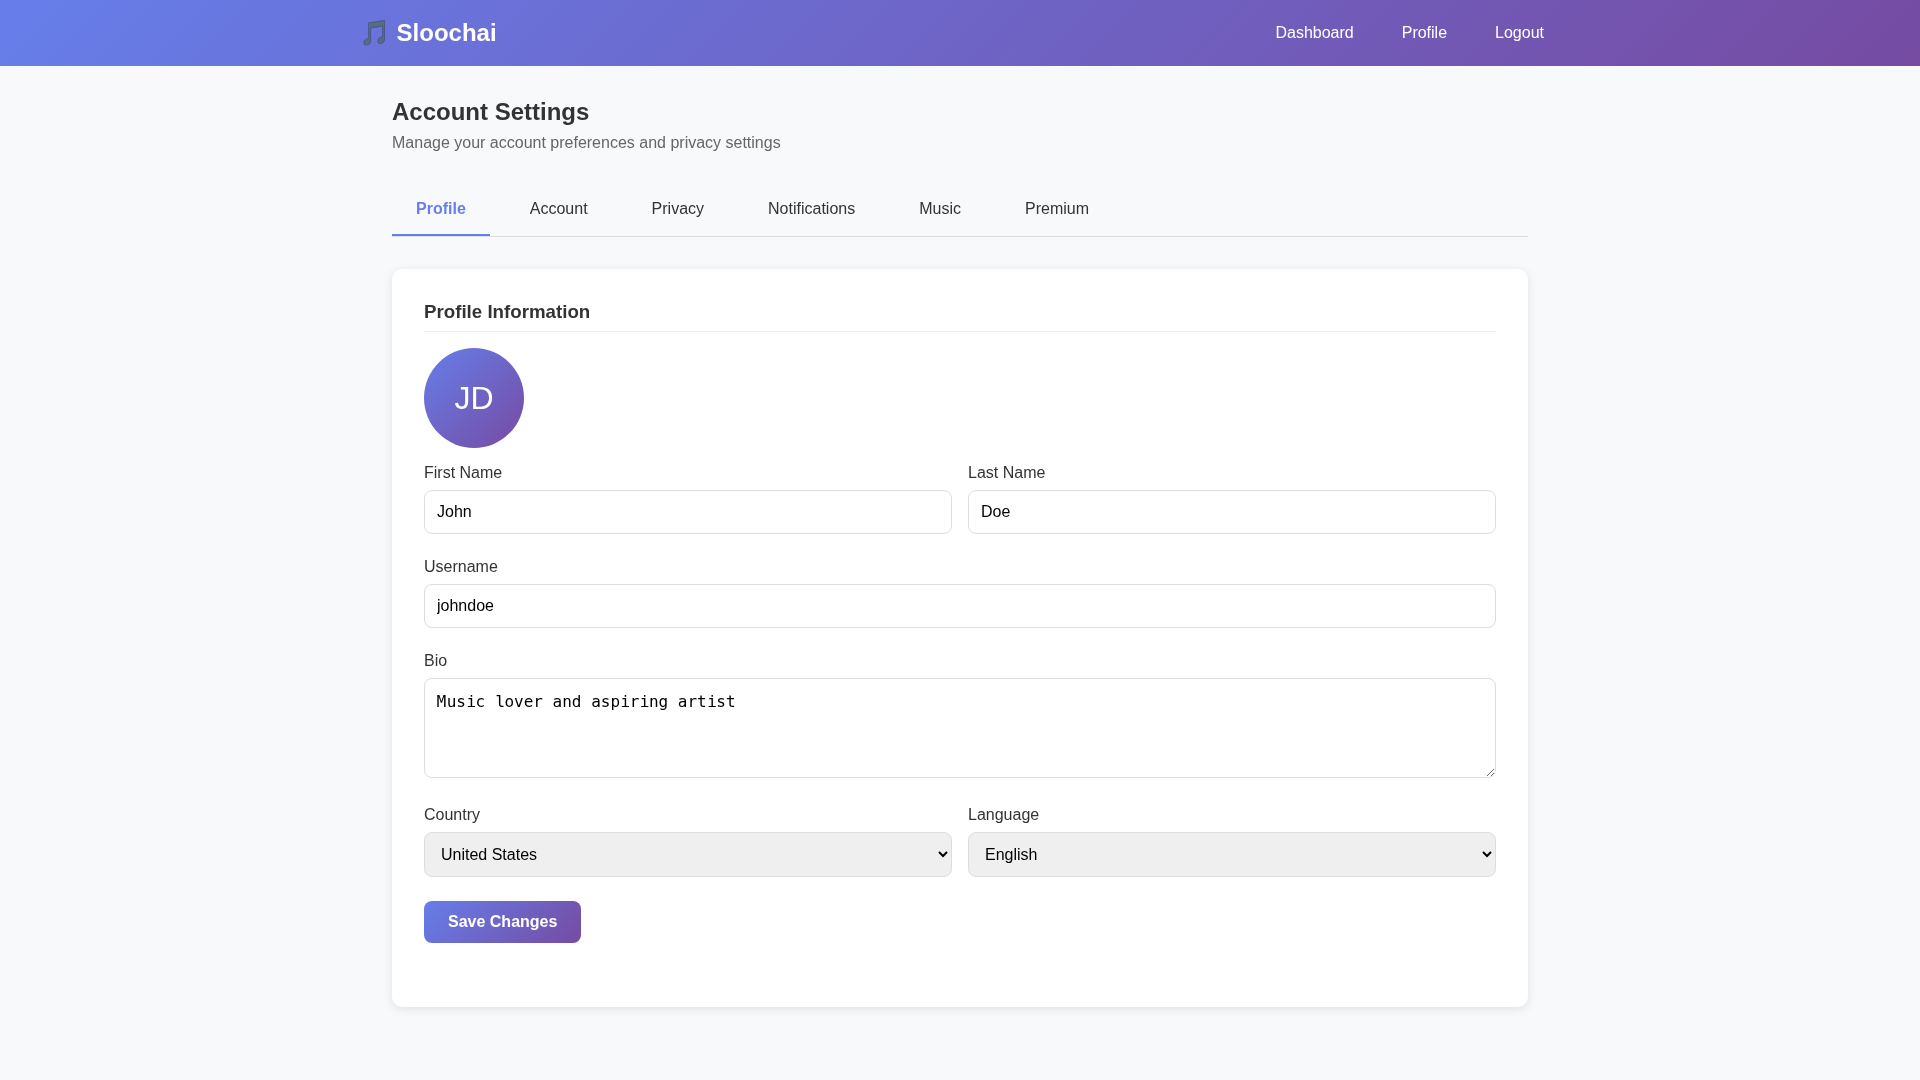 Sloochai
Dashboard
Profile
Logout
Account Settings
Manage your account preferences and privacy settings
Profile
Account
Privacy
Notifications
Music
Premium
Profile Information
JD
First Name
Last Name
John
Doe
Username
johndoe
Bio
Music lover and aspiring artist
Country
Language
United States
English
Save Changes